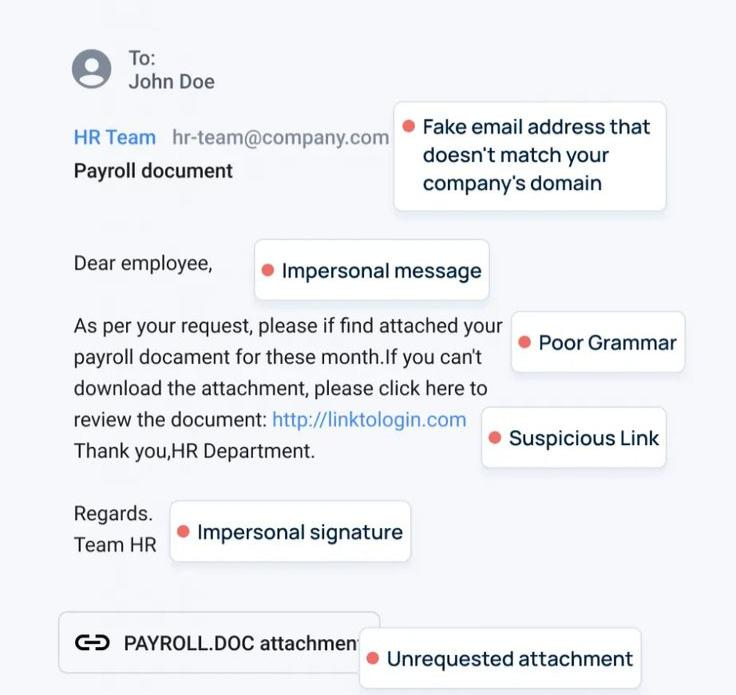 To:
John Doe
HR Team hr-team@company.com
Payroll document
Fake email address that
doesn't match your
company's domain
Dear employee,
Impersonal message
As per your request, please if find attached your
payroll docament for these month.If you can't
download the attachment, please click here to
review the document: http://linktologin.com
Thank you,HR Department.
Poor Grammar
Suspicious Link
Regards.
Team HR
Impersonal signature
PAYROLL.DOC attachmen
Unrequested attachment